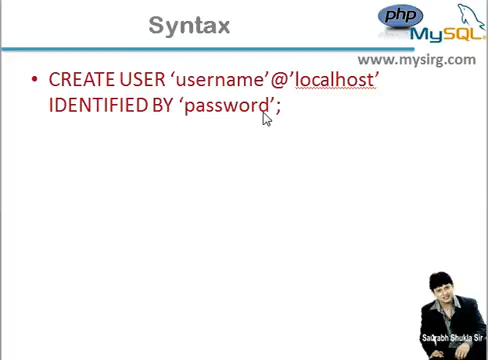 Syntax
php
MySQL
www.mysirg.com
• CREATE USER ‘username’@’localhost’
IDENTIFIED BY ‘password’;
Saurabh Shukla Sir